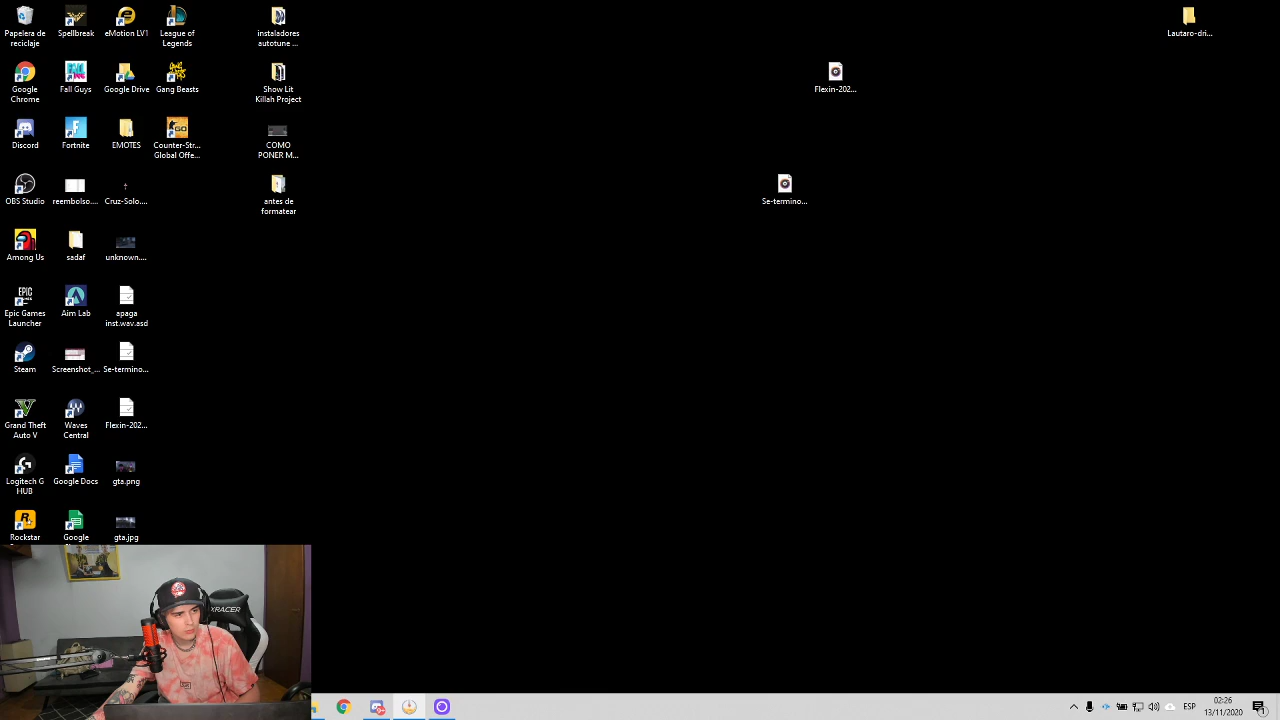 Papelera de
reciclaje
Spellbreak
eMotion LV1
League of
Legends
instaladores
autotune ...
Lautaro-dri...
Google
Chrome
Fall Guys
Google Drive
Gang Beasts
Show Lit
Killah Project
Flexin-202...
Discord
Fortnite
EMOTES
Counter-Str...
Global Offe...
COMO
PONER M...
OBS Studio
reembolso....
Cruz-Solo....
antes de
formatear
Se-termino...
Among Us
sadaf
unknown....
Epic Games
Launcher
Aim Lab
apaga
inst.wav.asd
Steam
Screenshot_...
Se-termino...
Grand Theft
Auto V
Waves
Central
Flexin-202...
Logitech G
HUB
Google Docs
gta.png
Rockstar
Google
gta.jpg
XRACER
ESP
02:26
13/11/2020